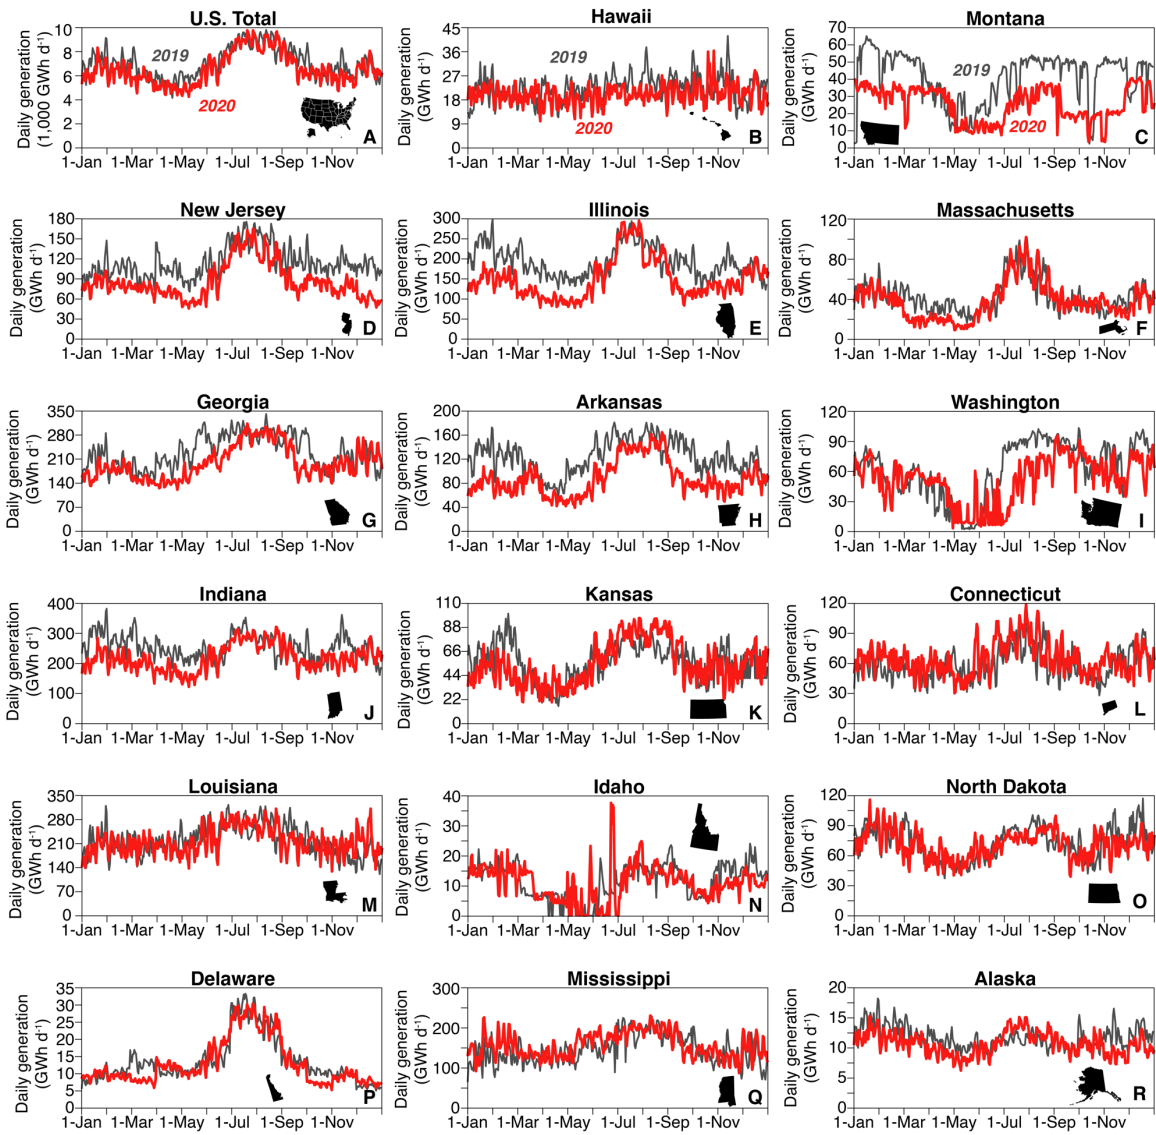 U.S. Total
Daily generation
(1,000 GWh d⁻¹)
10
8
6
4
2
0
2019
2020
A
1-Jan 1-Mar 1-May 1-Jul 1-Sep 1-Nov
Hawaii
Daily generation
(GWh d⁻¹)
45
36
27
18
9
0
2019
2020
B
1-Jan 1-Mar 1-May 1-Jul 1-Sep 1-Nov
Montana
Daily generation
(GWh d⁻¹)
70
60
50
40
30
20
10
0
2019
2020
C
1-Jan 1-Mar 1-May 1-Jul 1-Sep 1-Nov
New Jersey
Daily generation
(GWh d⁻¹)
180
150
120
90
60
30
0
D
1-Jan 1-Mar 1-May 1-Jul 1-Sep 1-Nov
Illinois
Daily generation
(GWh d⁻¹)
300
250
200
150
100
50
0
E
1-Jan 1-Mar 1-May 1-Jul 1-Sep 1-Nov
Massachusetts
Daily generation
(GWh d⁻¹)
120
80
40
0
F
1-Jan 1-Mar 1-May 1-Jul 1-Sep 1-Nov
Georgia
Daily generation
(GWh d⁻¹)
350
280
210
140
70
0
G
1-Jan 1-Mar 1-May 1-Jul 1-Sep 1-Nov
Arkansas
Daily generation
(GWh d⁻¹)
200
160
120
80
40
0
H
1-Jan 1-Mar 1-May 1-Jul 1-Sep 1-Nov
Washington
Daily generation
(GWh d⁻¹)
120
90
60
30
0
I
1-Jan 1-Mar 1-May 1-Jul 1-Sep 1-Nov
Indiana
Daily generation
(GWh d⁻¹)
400
300
200
100
0
J
1-Jan 1-Mar 1-May 1-Jul 1-Sep 1-Nov
Kansas
Daily generation
(GWh d⁻¹)
110
88
66
44
22
0
K
1-Jan 1-Mar 1-May 1-Jul 1-Sep 1-Nov
Connecticut
Daily generation
(GWh d⁻¹)
120
90
60
30
0
L
1-Jan 1-Mar 1-May 1-Jul 1-Sep 1-Nov
Louisiana
Daily generation
(GWh d⁻¹)
350
280
210
140
70
0
M
1-Jan 1-Mar 1-May 1-Jul 1-Sep 1-Nov
Idaho
Daily generation
(GWh d⁻¹)
40
30
20
10
0
N
1-Jan 1-Mar 1-May 1-Jul 1-Sep 1-Nov
North Dakota
Daily generation
(GWh d⁻¹)
120
90
60
30
0
O
1-Jan 1-Mar 1-May 1-Jul 1-Sep 1-Nov
Delaware
Daily generation
(GWh d⁻¹)
35
30
25
20
15
10
5
0
P
1-Jan 1-Mar 1-May 1-Jul 1-Sep 1-Nov
Mississippi
Daily generation
(GWh d⁻¹)
300
200
100
0
Q
1-Jan 1-Mar 1-May 1-Jul 1-Sep 1-Nov
Alaska
Daily generation
(GWh d⁻¹)
20
15
10
5
0
R
1-Jan 1-Mar 1-May 1-Jul 1-Sep 1-Nov